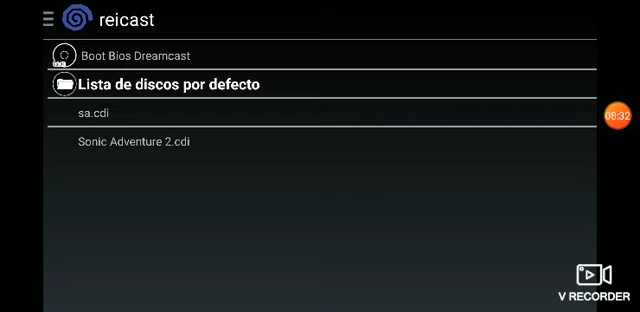 reicast
Boot Bios Dreamcast
Lista de discos por defecto
sa.cdi
08:32
Sonic Adventure 2.cdi
V RECORDER